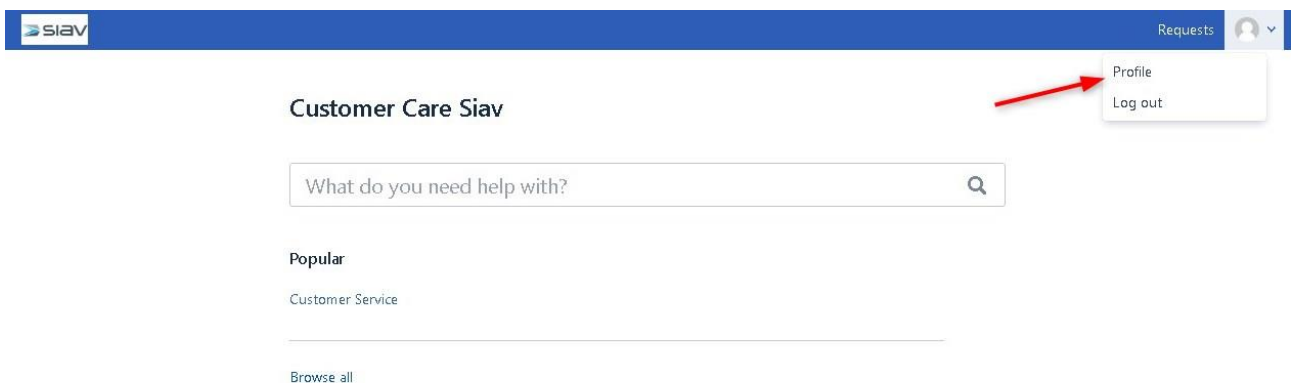 siav
Requests
Profile
Log out
Customer Care Siav
What do you need help with?
Popular
Customer Service
Browse all